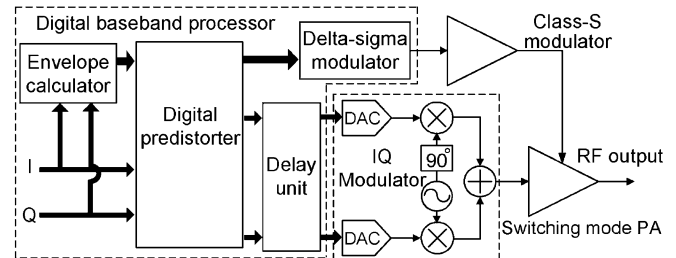 Digital baseband processor
Envelope
calculator
Digital
predistorter
Delta-sigma
modulator
Class-S
modulator
Delay
unit
DAC
IQ
Modulator
90°
DAC
I
Q
RF output
Switching mode PA